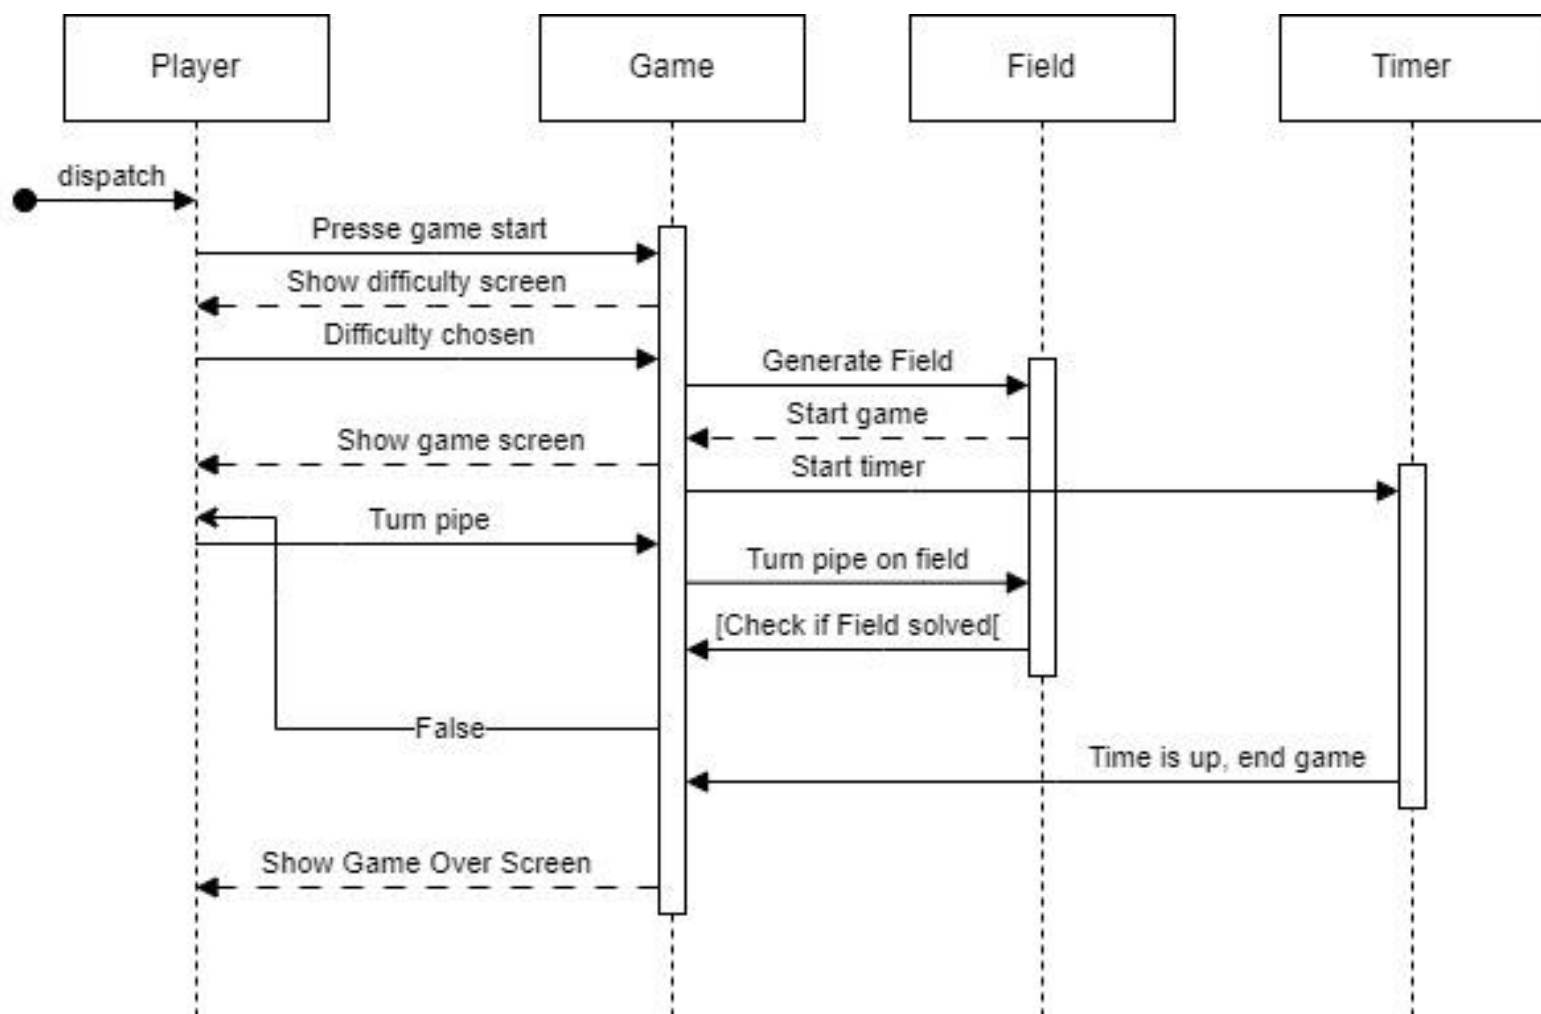 Player
Game
Field
Timer
dispatch
Presse game start
Show difficulty screen
Difficulty chosen
Generate Field
Start game
Show game screen
Start timer
Turn pipe
Turn pipe on field
[Check if Field solved[
False
Time is up, end game
Show Game Over Screen